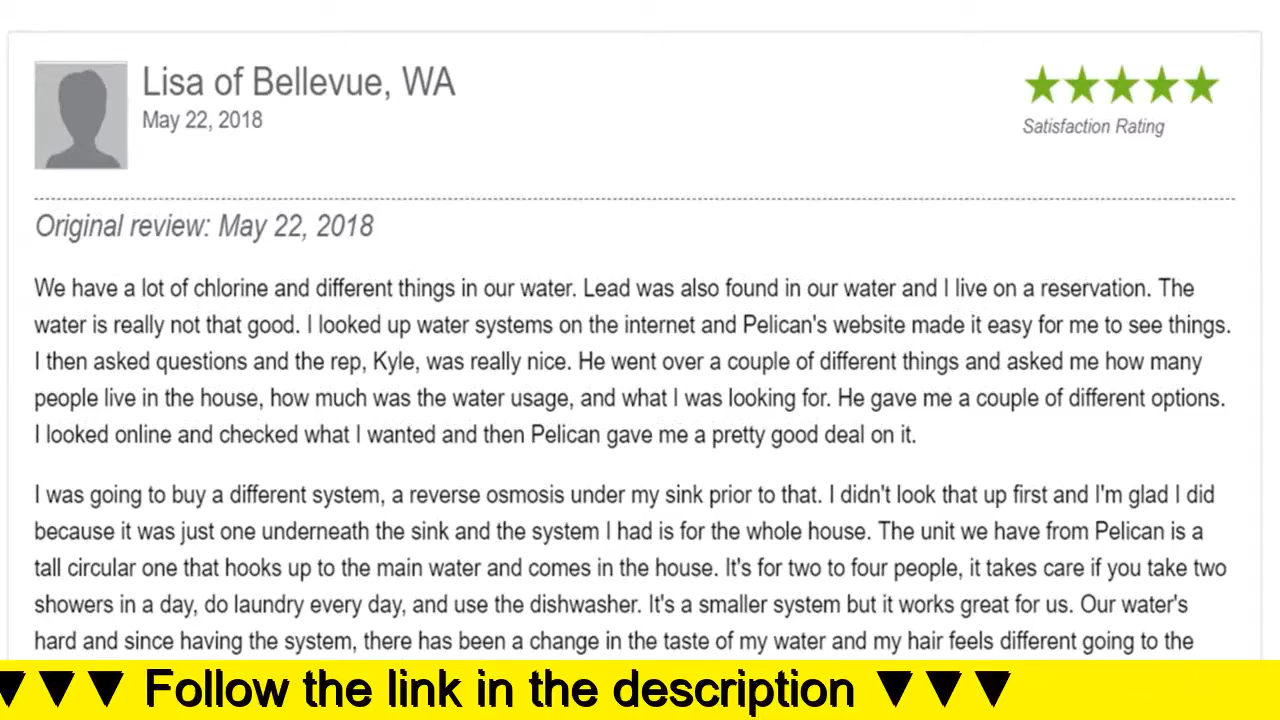 Lisa of Bellevue, WA
May 22, 2018
Satisfaction Rating
Original review: May 22, 2018
We have a lot of chlorine and different things in our water. Lead was also found in our water and I live on a reservation. The
water is really not that good. I looked up water systems on the internet and Pelican's website made it easy for me to see things.
I then asked questions and the rep, Kyle, was really nice. He went over a couple of different things and asked me how many
people live in the house, how much was the water usage, and what I was looking for. He gave me a couple of different options.
I looked online and checked what I wanted and then Pelican gave me a pretty good deal on it.
I was going to buy a different system, a reverse osmosis under my sink prior to that. I didn't look that up first and I'm glad I did
because it was just one underneath the sink and the system I had is for the whole house. The unit we have from Pelican is a
tall circular one that hooks up to the main water and comes in the house. It's for two to four people, it takes care if you take two
showers in a day, do laundry every day, and use the dishwasher. It's a smaller system but it works great for us. Our water's
hard and since having the system, there has been a change in the taste of my water and my hair feels different going to the
▼▼▼ Follow the link in the description ▼▼▼